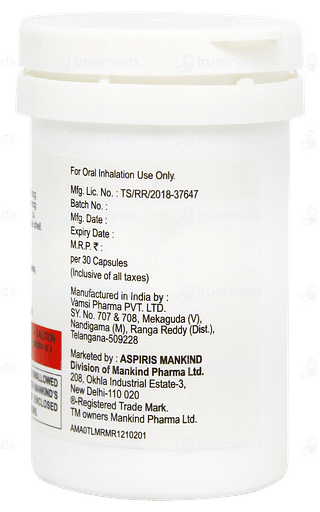 For Oral Inhalation Use Only.
Mfg. Lic. No. : TS/RR/2018-37647
Batch No. :
Mfg. Date :
Expiry Date :
M.R.P. ₹ :
per 30 Capsules
(Inclusive of all taxes)
Manufactured in India by :
Vamsi Pharma PVT. LTD.
SY. No. 707 & 708, Mekaguda (V),
Nandigama (M), Ranga Reddy (Dist.),
Telangana-509228
Marketed by : ASPIRIS MANKIND
Division of Mankind Pharma Ltd.
208, Okhla Industrial Estate-3,
New Delhi-110 020
®-Registered Trade Mark.
TM owners Mankind Pharma Ltd.
AMA0TLMRMR1210201
truemeds